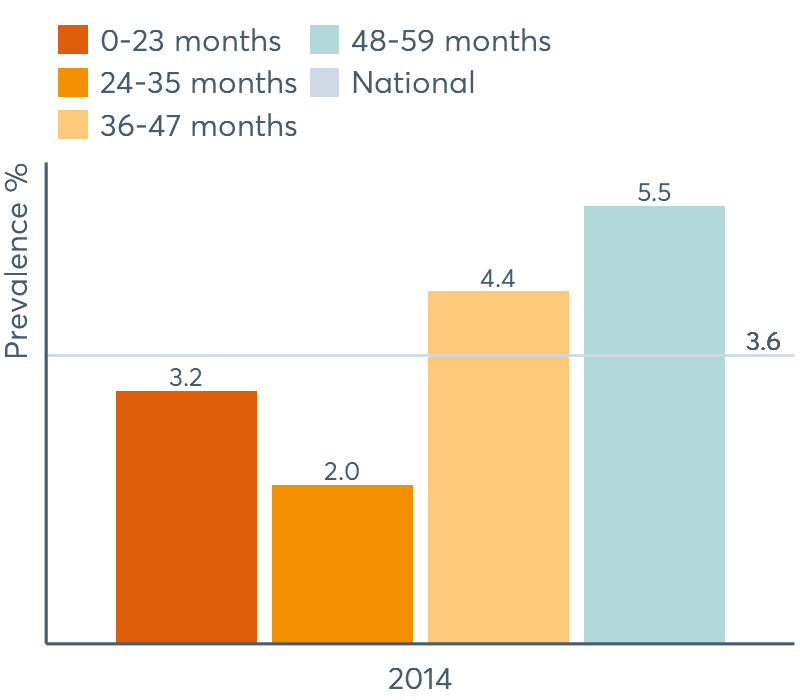 0-23 months
24-35 months
36-47 months
48-59 months
National
Prevalence %
3.2
2.0
4.4
5.5
3.6
2014